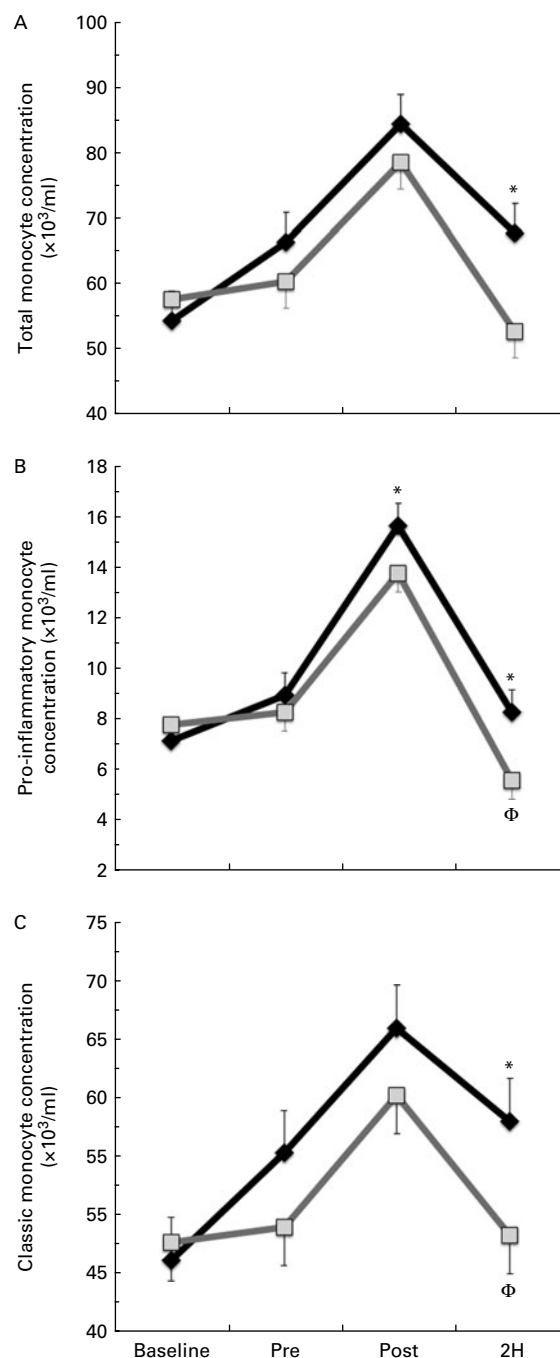 A
Total monocyte concentration
(×10³/ml)
100
90
80
70
60
50
40
*
B
Pro-inflammatory monocyte
concentration (×10³/ml)
18
16
14
12
10
8
6
4
2
*
*
Φ
C
Classic monocyte concentration
(×10³/ml)
75
70
65
60
55
55
45
40
*
Φ
Baseline Pre Post 2H